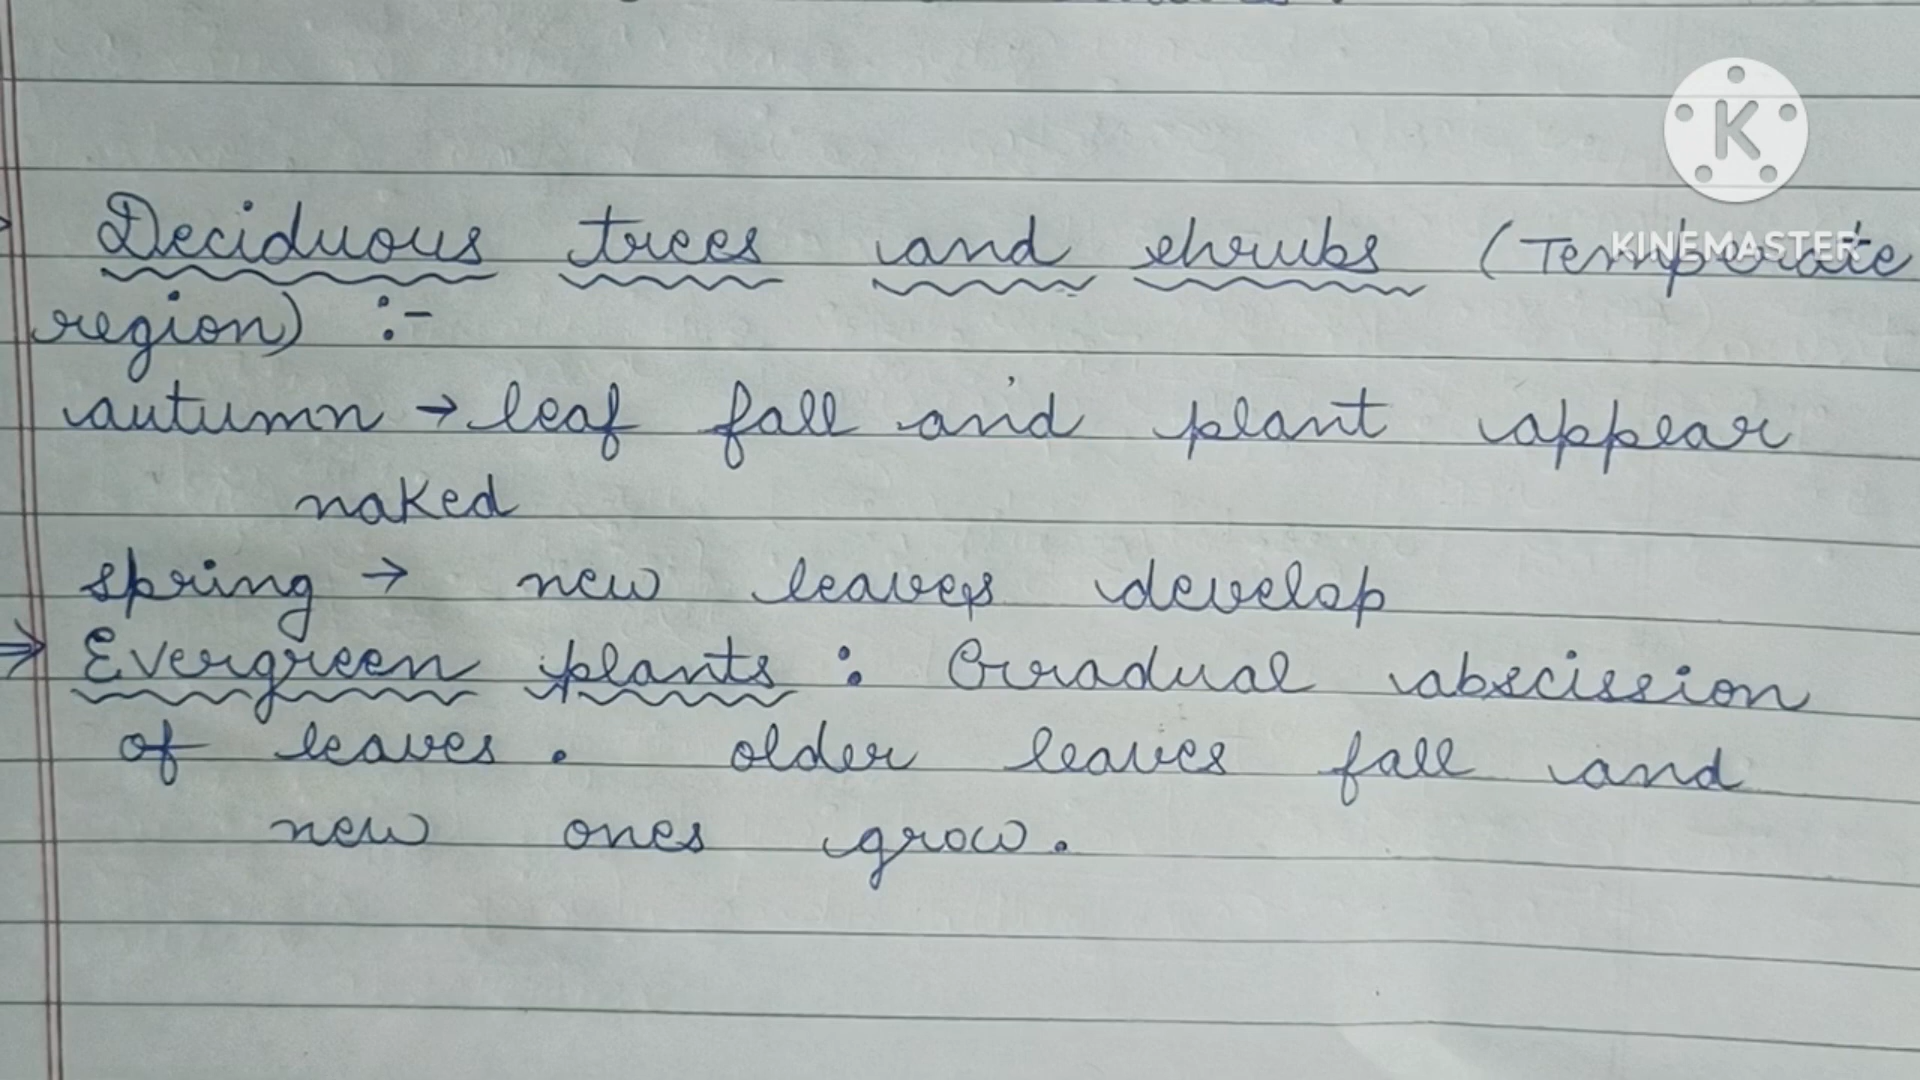 K
KINEMASTER
Deciduous trees and shrubs (Temperate
region) :-
autumn → leaf fall and plant appear
naked
spring → new leaves develop
⇒ Evergreen plants : Gradual abscission
of leaves. older leaves fall and
new ones grow.